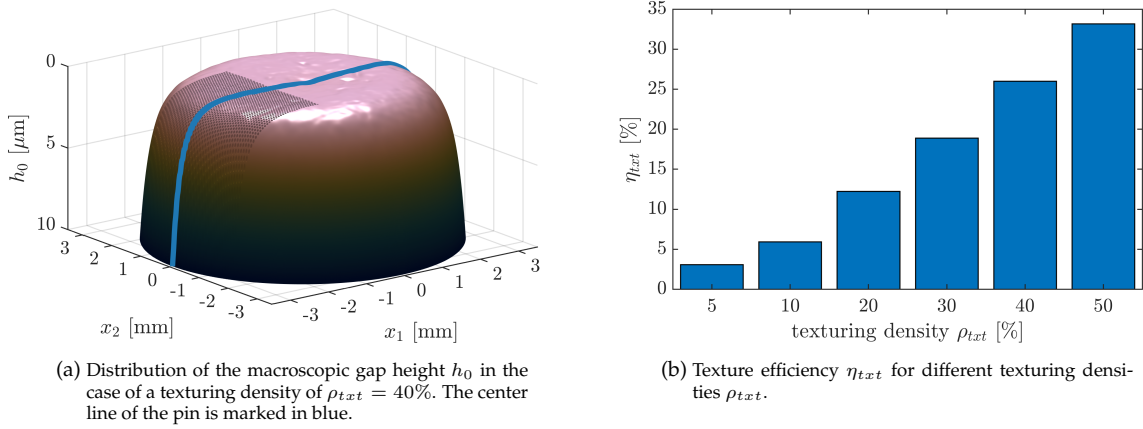 0
5
10
h₀ [μm]
3
2
1
0
-1
-2
-3
x₂ [mm]
-3
-2
-1
0
1
2
3
x₁ [mm]
(a) Distribution of the macroscopic gap height h₀ in the
case of a texturing density of ρtxt = 40%. The center
line of the pin is marked in blue.
35
30
25
20
15
10
5
0
ηtxt [%]
5 10 20 30 40 50
texturing density ρtxt [%]
(b) Texture efficiency ηtxt for different texturing densi-
ties ρtxt.